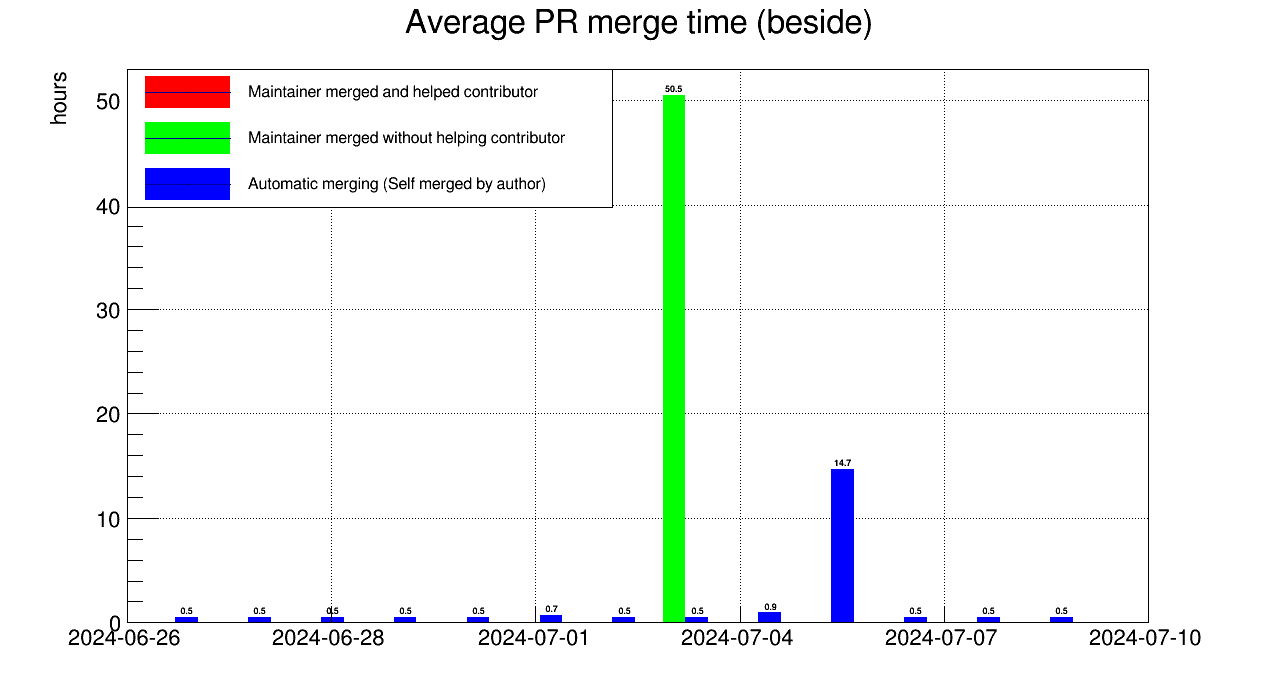 Average PR merge time (beside)
hours
Maintainer merged and helped contributor
Maintainer merged without helping contributor
Automatic merging (Self merged by author)
50
40
30
20
10
0
50.5
14.7
0.5 0.5 0.5 0.5 0.5 0.7 0.5 0.5 0.9 0.5 0.5 0.5
2024-06-26 2024-06-28 2024-07-01 2024-07-04 2024-07-07 2024-07-10